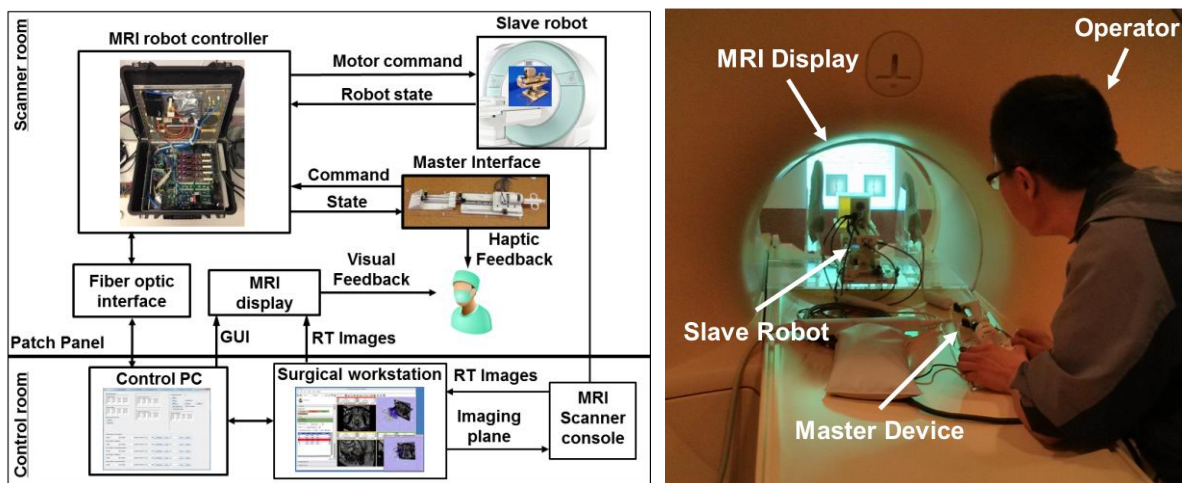 Scanner room
MRI robot controller
Motor command
Robot state
Slave robot
Command
State
Master Interface
Haptic
Feedback
Visual
Feedback
Fiber optic
interface
MRI
display
Patch Panel
GUI
RT Images
Control room
Control PC
Surgical workstation
RT Images
Imaging
plane
MRI
Scanner
console
MRI Display
Operator
Slave Robot
Master Device